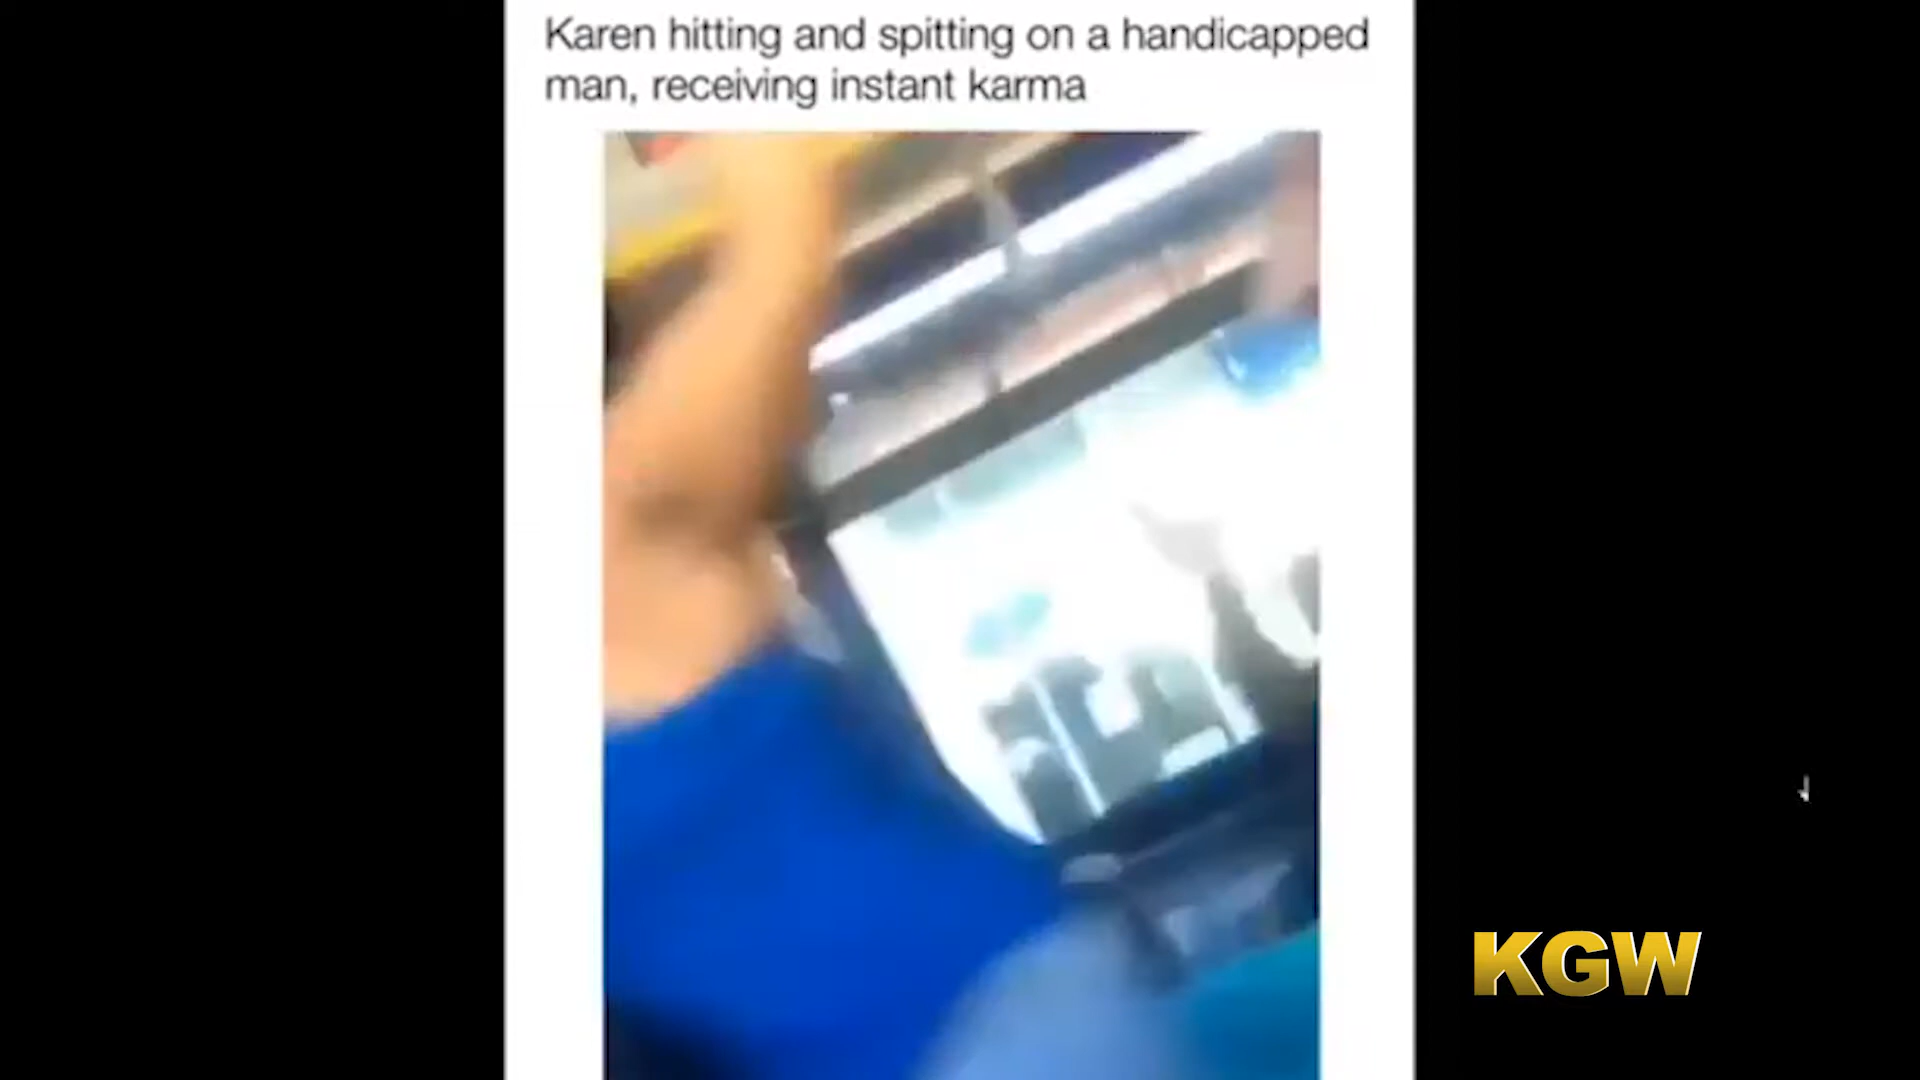 Karen hitting and spitting on a handicapped
man, receiving instant karma
KGW